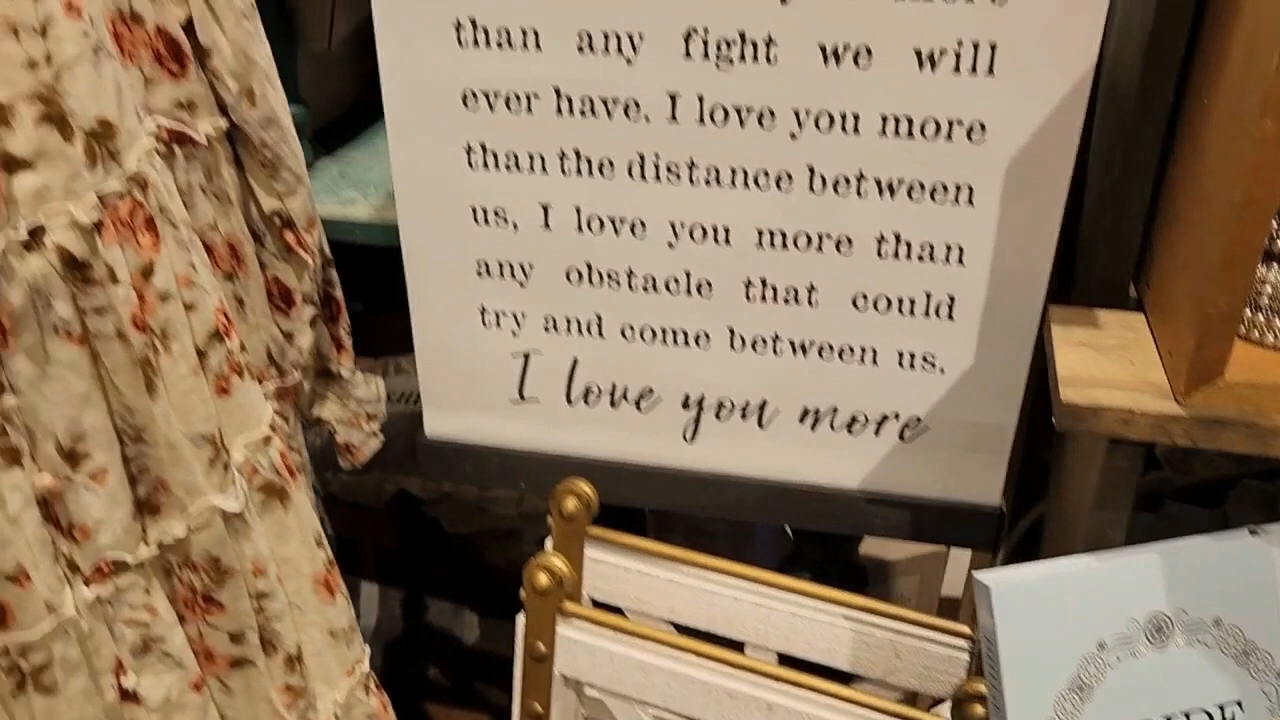 than any fight we will
ever have. I love you more
than the distance between
us, I love you more than
any obstacle that could
try and come between us.
I love you more